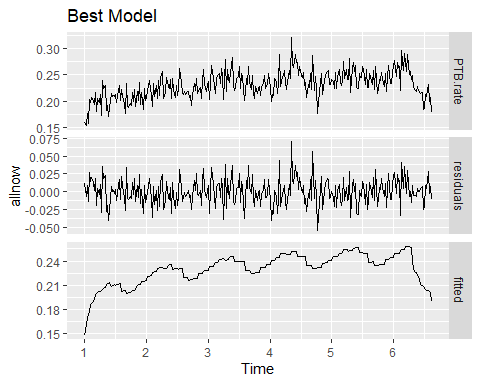 Best Model
0.30
0.25
0.20
0.15
PTB.rate
0.075
0.050
0.025
0.000
-0.025
-0.050
residuals
allnow
0.24
0.21
0.18
0.15
fitted
1 2 3 4 5 6
Time